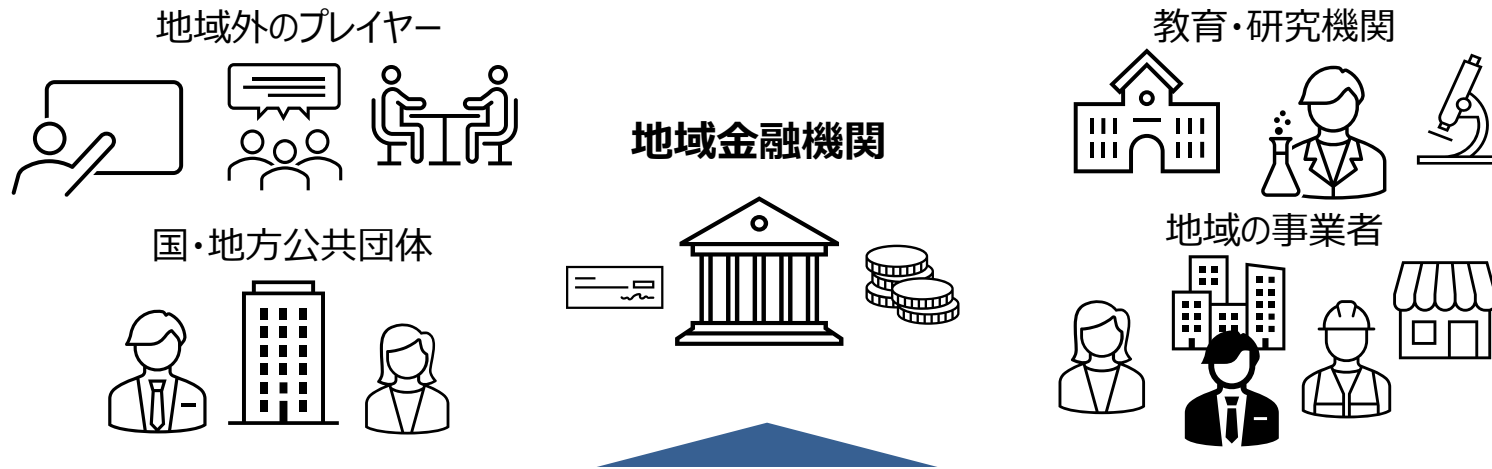 地域外のプレイヤー
教育・研究機関
地域金融機関
国・地方公共団体
地域の事業者